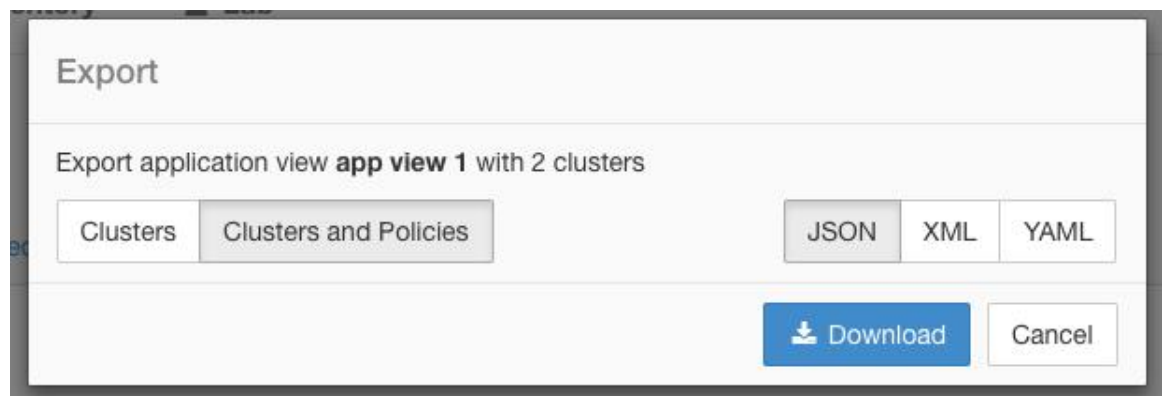 Export
Export application view app view 1 with 2 clusters
Clusters Clusters and Policies JSON XML YAML
Download Cancel